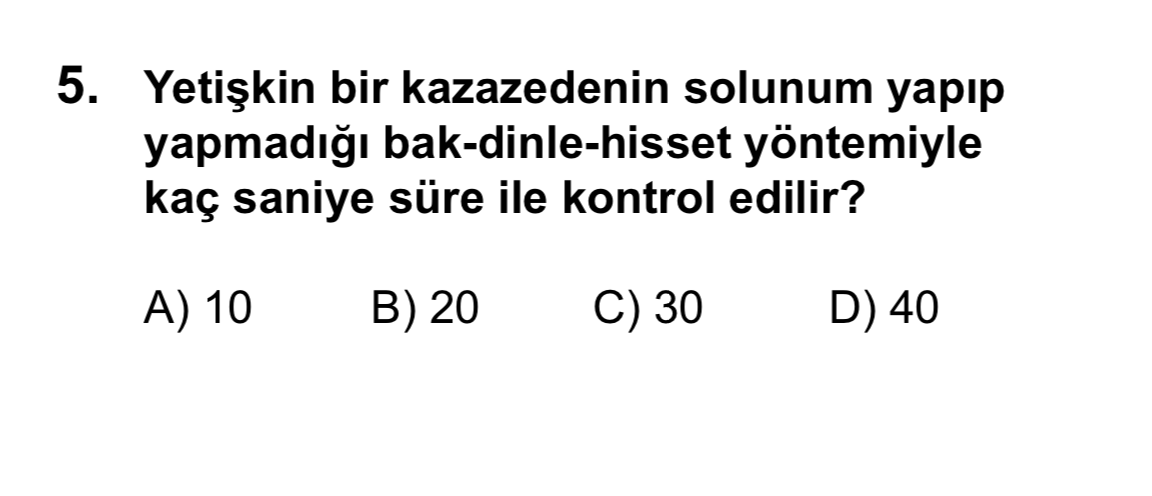 5. Yetişkin bir kazazedenin solunum yapıp
yapmadığı bak-dinle-hisset yöntemiyle
kaç saniye süre ile kontrol edilir?
A) 10 B) 20 C) 30 D) 40